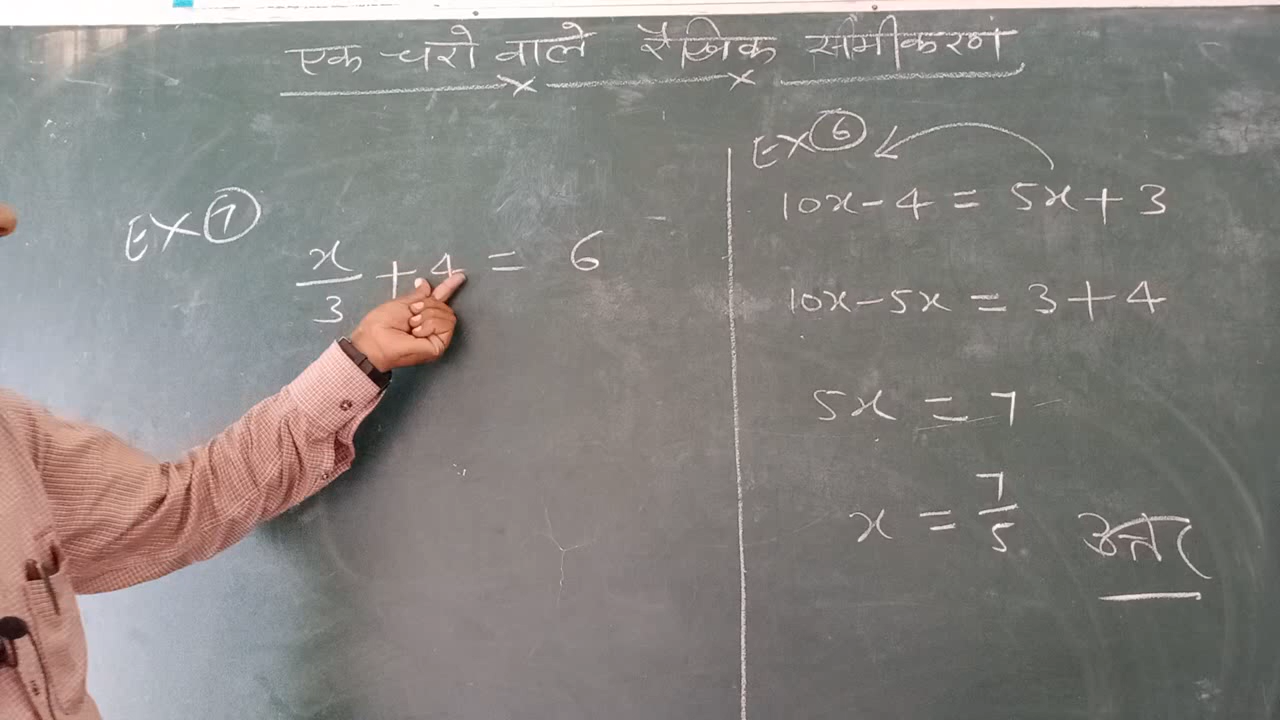 एक चरो वाले रैखिक समीकरण
EX 7
x/3 + 4 = 6
EX 6
10x - 4 = 5x + 3
10x - 5x = 3 + 4
5x = 7
x = 7/5 उत्तर